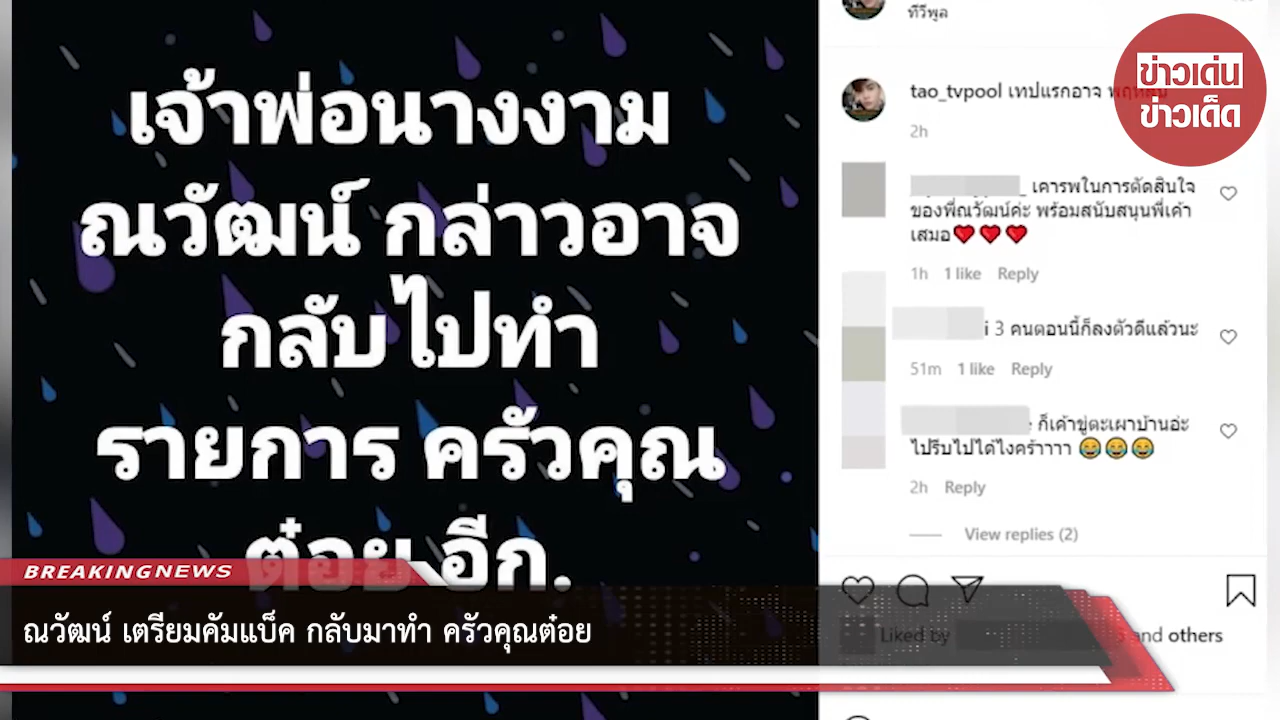 เจ้าพ่อนางงาม
ณวัฒน์ กล่าวอาจ
กลับไปทำ
รายการ ครัวคุณ
ต๋อย อีก.
ทีวีพูล
tao_tvpool เทปแรกอาจ
2h
เคารพในการตัดสินใจ
ของพี่ณวัฒน์ค่ะ พร้อมสนับสนุนพี่เค้า
เสมอ❤️❤️❤️
1h 1 like Reply
3 คนตอนนี้ก็ลงตัวดีแล้วนะ
51m 1 like Reply
ก็เค้าขู่ตะเผาบ้านอ่ะ
ไปรีบไปได้ไงคร้าาาา 😂😂😂
2h Reply
View replies (2)
Liked by
and others
ข่าวเด่น
ข่าวเด็ด
BREAKING NEWS
ณวัฒน์ เตรียมคัมแบ็ค กลับมาทำ ครัวคุณต๋อย